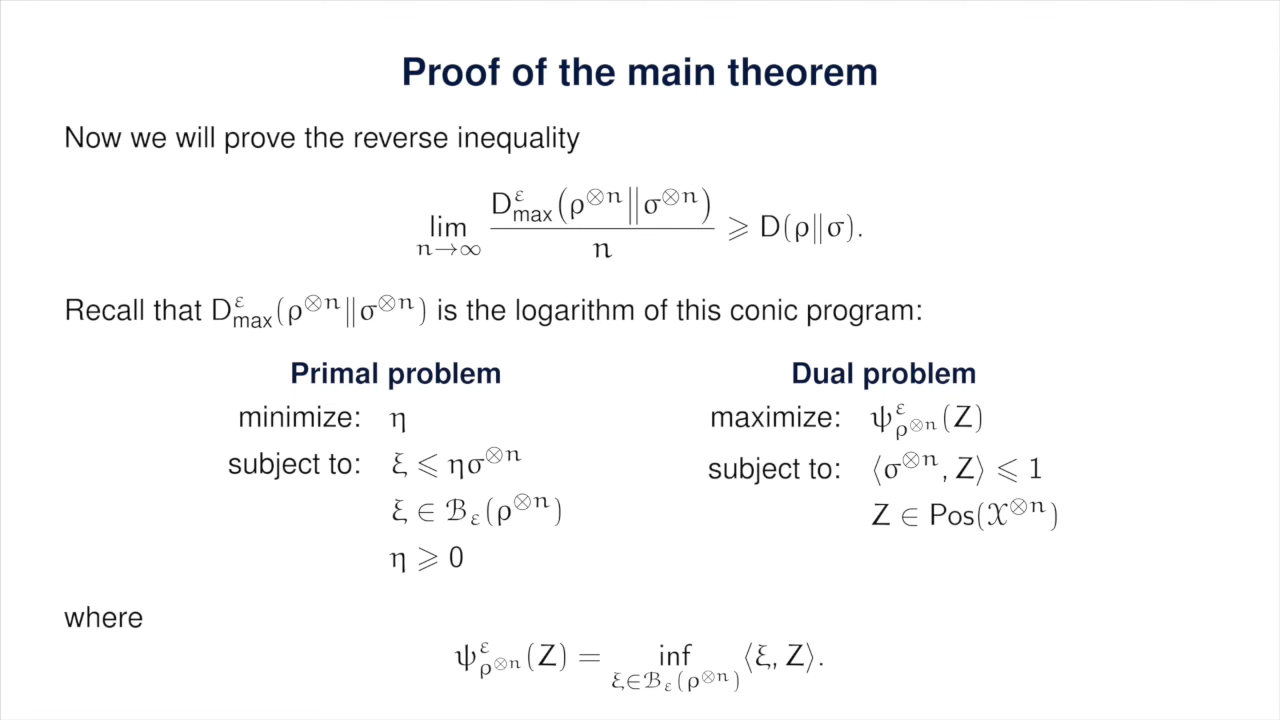 Proof of the main theorem
Now we will prove the reverse inequality
lim_{n→∞} D^ε_max(ρ^{⊗n}‖σ^{⊗n}) / n ⩾ D(ρ‖σ).
Recall that D^ε_max(ρ^{⊗n}‖σ^{⊗n}) is the logarithm of this conic program:
Primal problem
minimize: η
subject to: ξ ⩽ ησ^{⊗n}
ξ ∈ ℬ_ε(ρ^{⊗n})
η ⩾ 0
Dual problem
maximize: ψ^ε_{ρ^{⊗n}}(Z)
subject to: ⟨σ^{⊗n}, Z⟩ ⩽ 1
Z ∈ Pos(𝒳^{⊗n})
where
ψ^ε_{ρ^{⊗n}}(Z) = inf_{ξ∈ℬ_ε(ρ^{⊗n})} ⟨ξ, Z⟩.